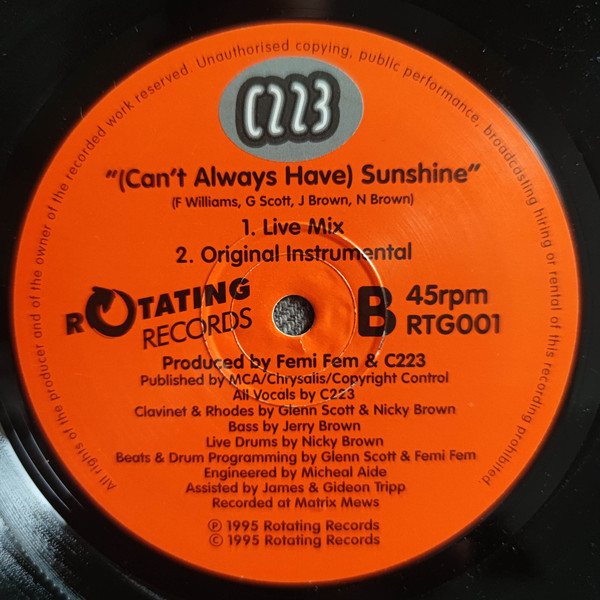 All rights of the producer and of the owner of the recorded work reserved. Unauthorised copying, public performance, broadcasting hiring or rental of this recording prohibited
C223
"(Can't Always Have) Sunshine"
(F Williams, G Scott, J Brown, N Brown)
1. Live Mix
2. Original Instrumental
ROTATING
RECORDS
B
45rpm
RTG001
Produced by Femi Fem & C223
Published by MCA/Chrysalis/Copyright Control
All Vocals by C223
Clavinet & Rhodes by Glenn Scott & Nicky Brown
Bass by Jerry Brown
Live Drums by Nicky Brown
Beats & Drum Programming by Glenn Scott & Femi Fem
Engineered by Micheal Aide
Assisted by James & Gideon Tripp
Recorded at Matrix Mews
℗ 1995 Rotating Records
© 1995 Rotating Records